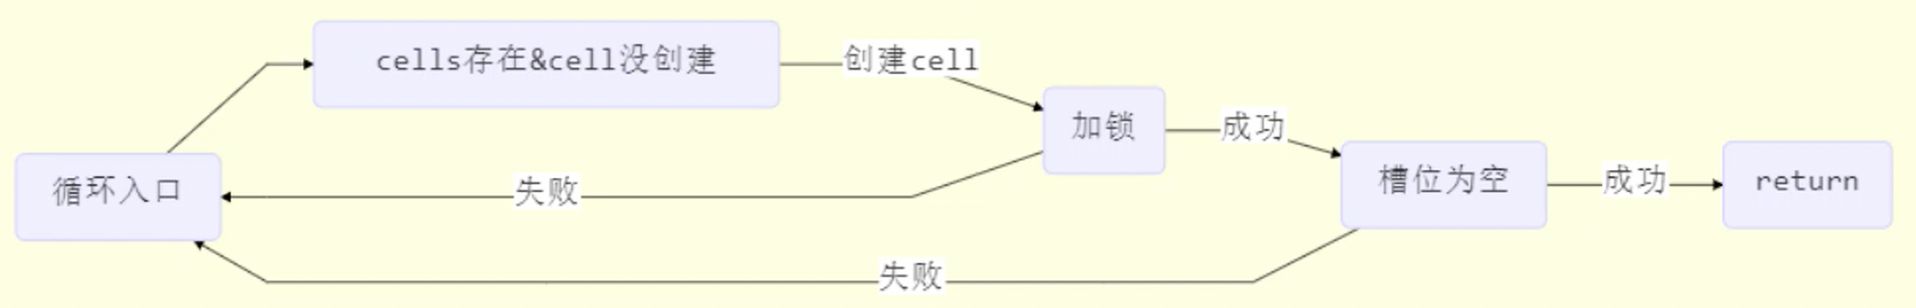 cells存在&cell没创建
创建cell
加锁
成功
循环入口
失败
槽位为空
成功
return
失败